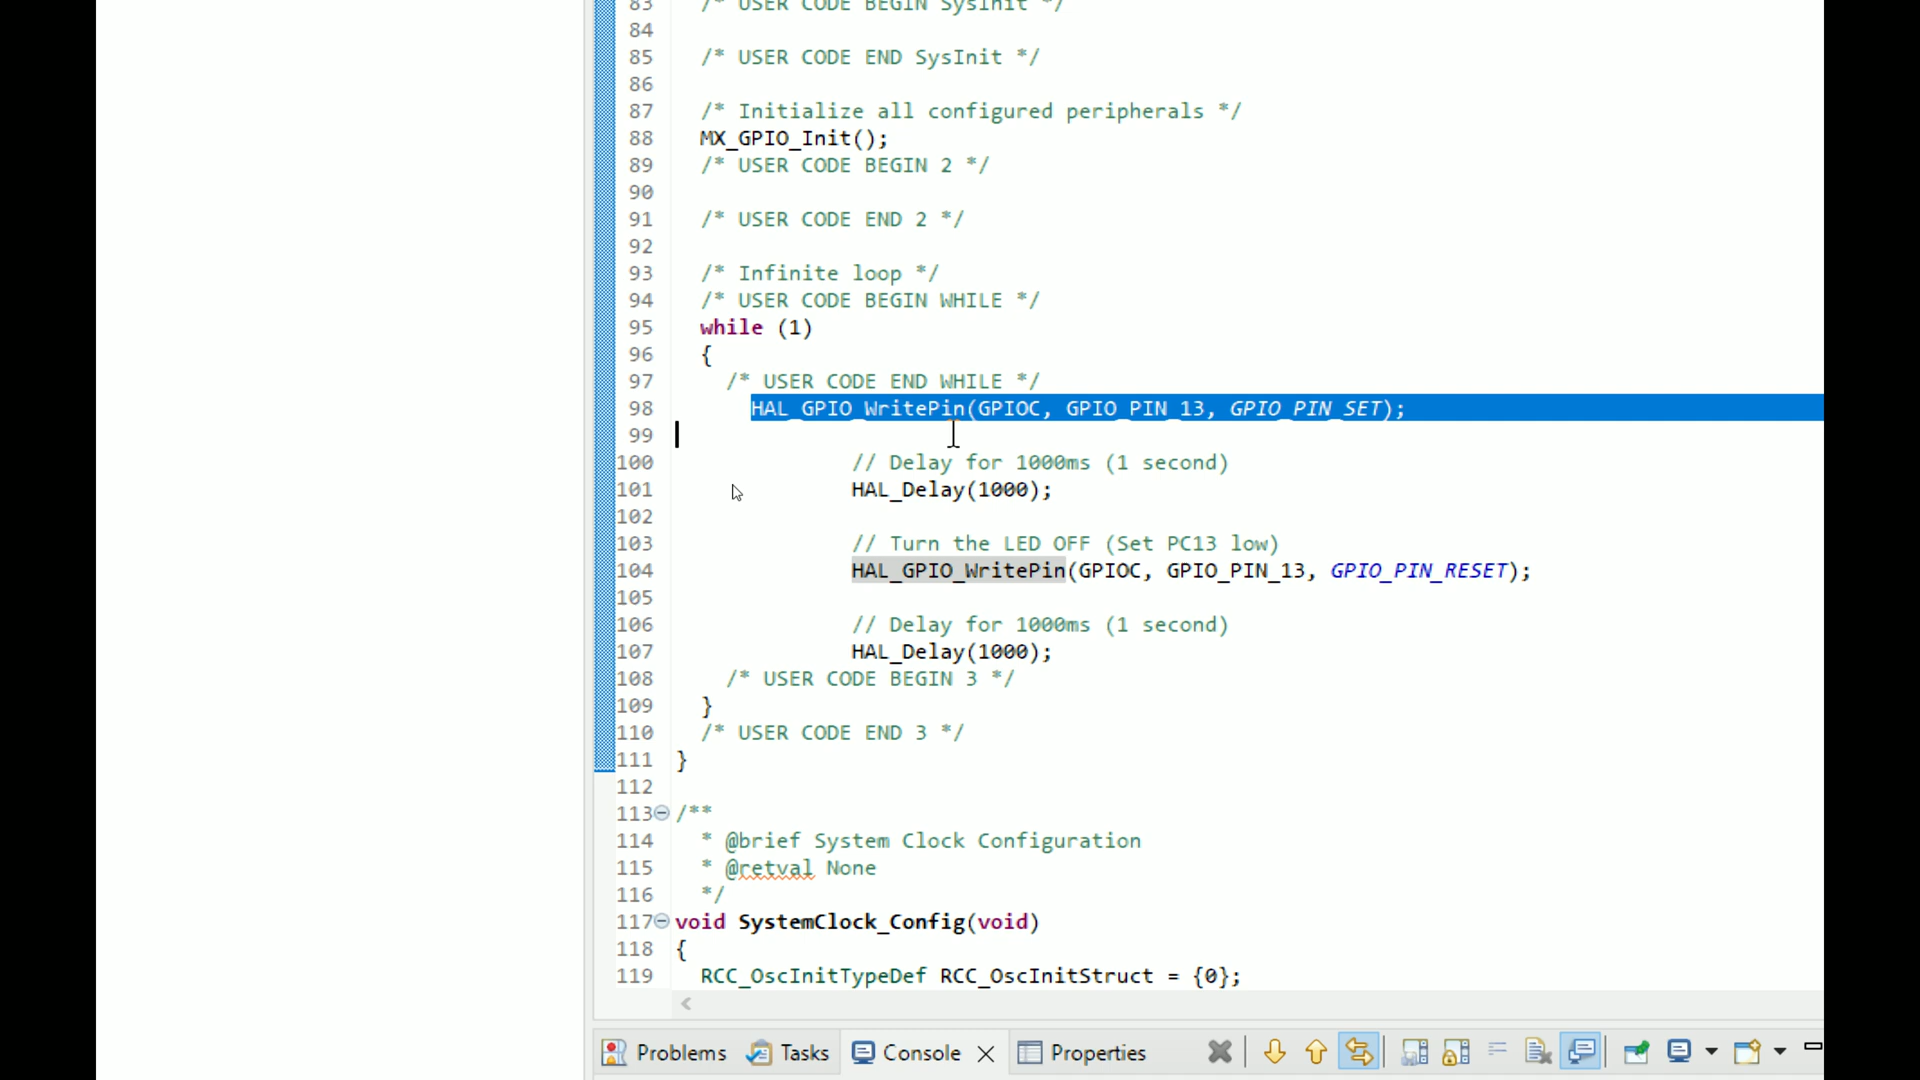 83 /* USER CODE BEGIN SysInit */
84
85 /* USER CODE END SysInit */
86
87 /* Initialize all configured peripherals */
88 MX_GPIO_Init();
89 /* USER CODE BEGIN 2 */
90
91 /* USER CODE END 2 */
92
93 /* Infinite loop */
94 /* USER CODE BEGIN WHILE */
95 while (1)
96 {
97 /* USER CODE END WHILE */
98 HAL_GPIO_WritePin(GPIOC, GPIO_PIN_13, GPIO_PIN_SET);
99
100 // Delay for 1000ms (1 second)
101 HAL_Delay(1000);
102
103 // Turn the LED OFF (Set PC13 low)
104 HAL_GPIO_WritePin(GPIOC, GPIO_PIN_13, GPIO_PIN_RESET);
105
106 // Delay for 1000ms (1 second)
107 HAL_Delay(1000);
108 /* USER CODE BEGIN 3 */
109 }
110 /* USER CODE END 3 */
111 }
112
113 /**
114 * @brief System Clock Configuration
115 * @retval None
116 */
117 void SystemClock_Config(void)
118 {
119 RCC_OscInitTypeDef RCC_OscInitStruct = {0};
Problems Tasks Console Properties